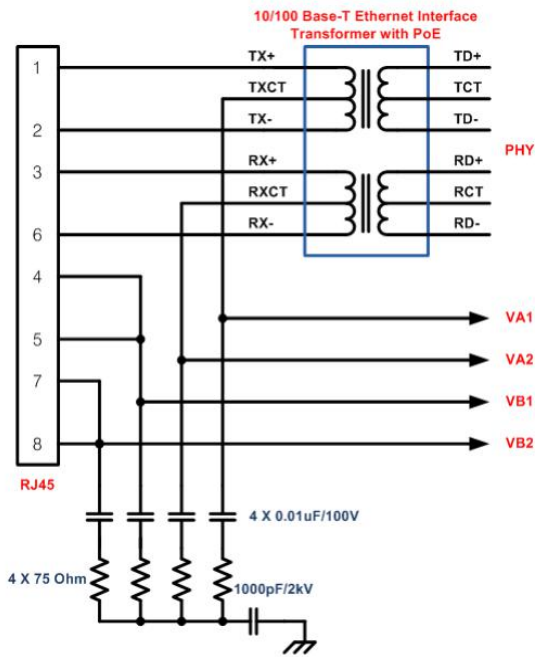 10/100 Base-T Ethernet Interface
Transformer with PoE
1
TX+
TD+
TXCT
TCT
2
TX-
TD-
PHY
3
RX+
RD+
RXCT
RCT
6
RX-
RD-
4
VA1
5
VA2
7
VB1
8
VB2
RJ45
4 X 0.01uF/100V
4 X 75 Ohm
1000pF/2kV